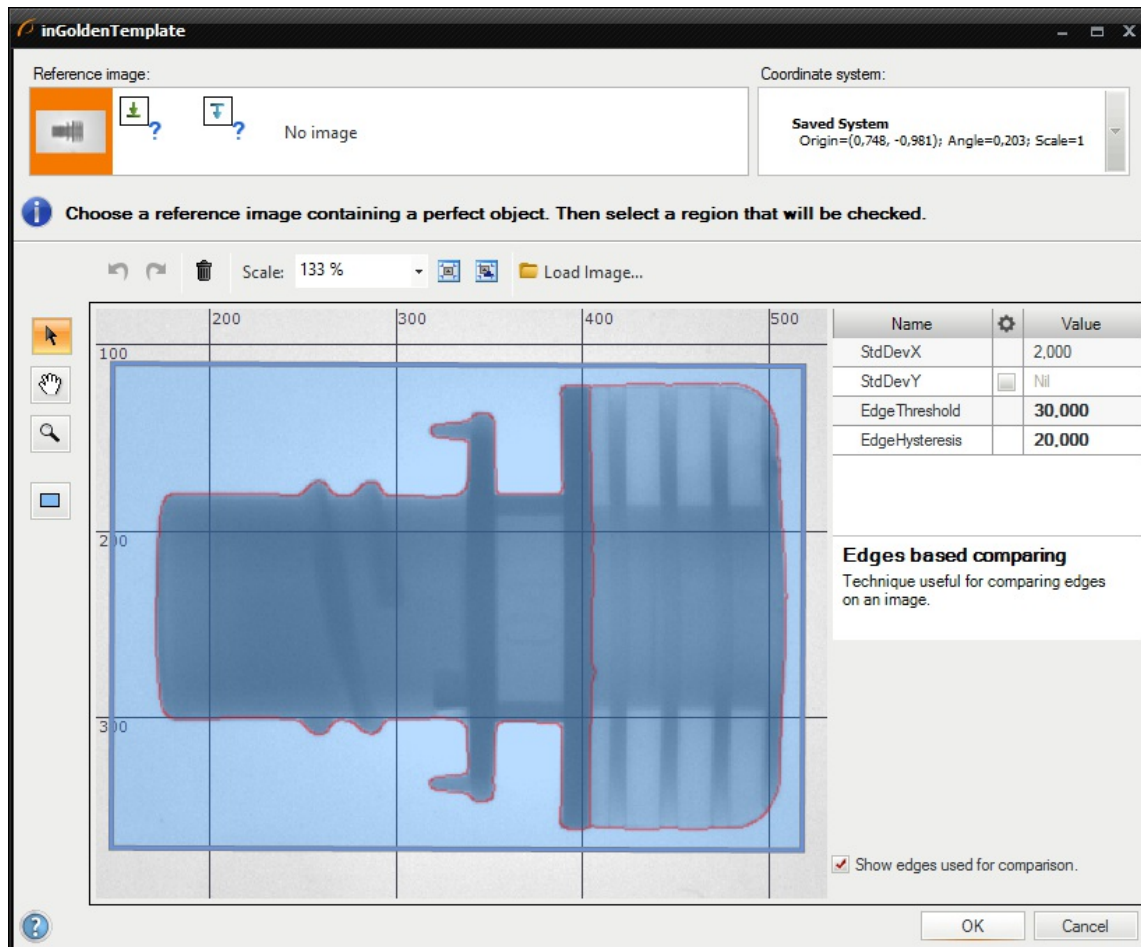 inGoldenTemplate
Reference image:
Coordinate system:
?
?
No image
Saved System
Origin=(0,748, -0,981); Angle=0,203; Scale=1
i Choose a reference image containing a perfect object. Then select a region that will be checked.
Scale: 133 % Load Image...
200 300 400 500
100
200
300
Name Value
StdDevX 2,000
StdDevY Nil
EdgeThreshold 30,000
EdgeHysteresis 20,000
Edges based comparing
Technique useful for comparing edges
on an image.
Show edges used for comparison.
? OK Cancel